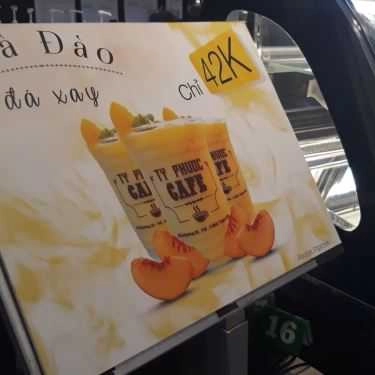 à Đào
đá xay
Chỉ 42K
TY PHUOC
CAFE
16